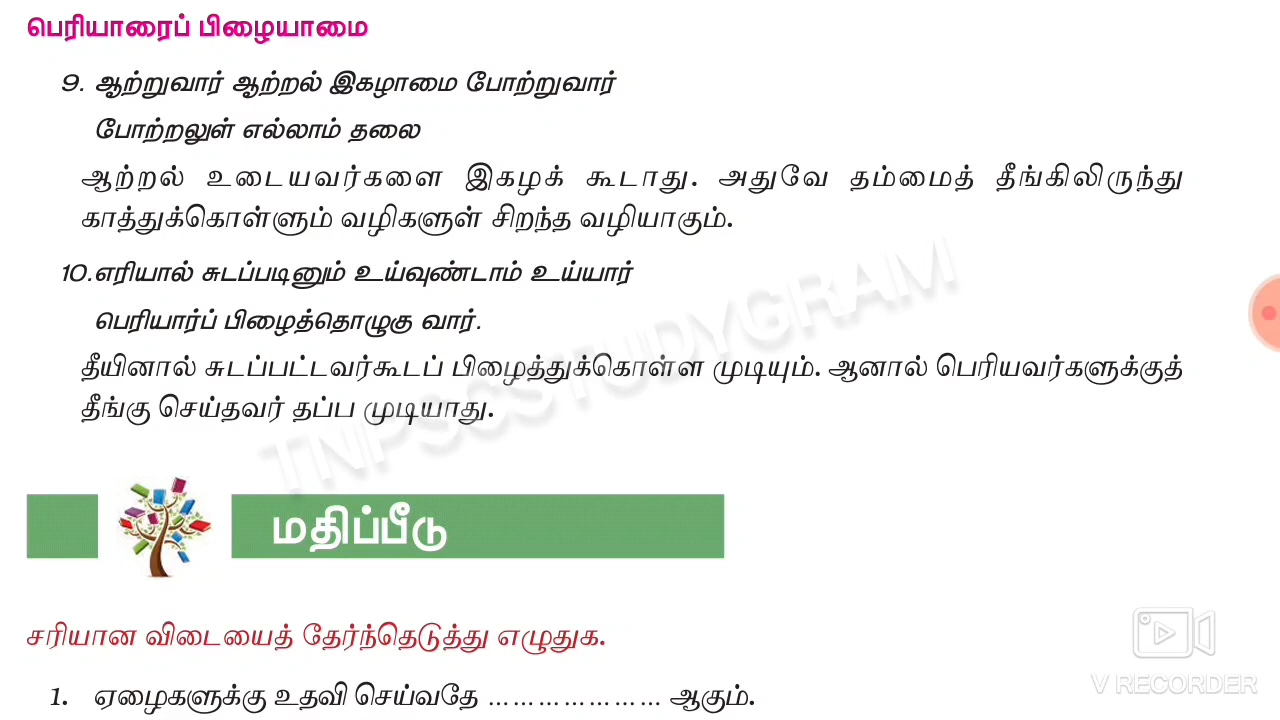 பெரியாரைப் பிழையாமை
9. ஆற்றுவார் ஆற்றல் இகழாமை போற்றுவார்
போற்றலுள் எல்லாம் தலை
ஆற்றல் உடையவர்களை இகழக் கூடாது. அதுவே தம்மைத் தீங்கிலிருந்து
காத்துக்கொள்ளும் வழிகளுள் சிறந்த வழியாகும்.
10.எரியால் சுடப்படினும் உய்வுண்டாம் உய்யார்
பெரியார்ப் பிழைத்தொழுகு வார்.
தீயினால் சுடப்பட்டவர்கூடப் பிழைத்துக்கொள்ள முடியும். ஆனால் பெரியவர்களுக்குத்
தீங்கு செய்தவர் தப்ப முடியாது.
TNPSCSTUDYGRAM
மதிப்பீடு
சரியான விடையைத் தேர்ந்தெடுத்து எழுதுக.
1. ஏழைகளுக்கு உதவி செய்வதே ..................... ஆகும்.
V RECORDER